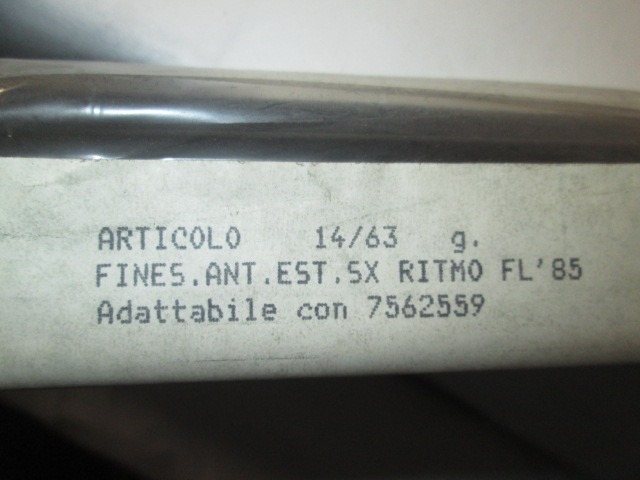 ARTICOLO 14/63 g.
FINES.ANT.EST.SX RITMO FL'85
Adattabile con 7562559